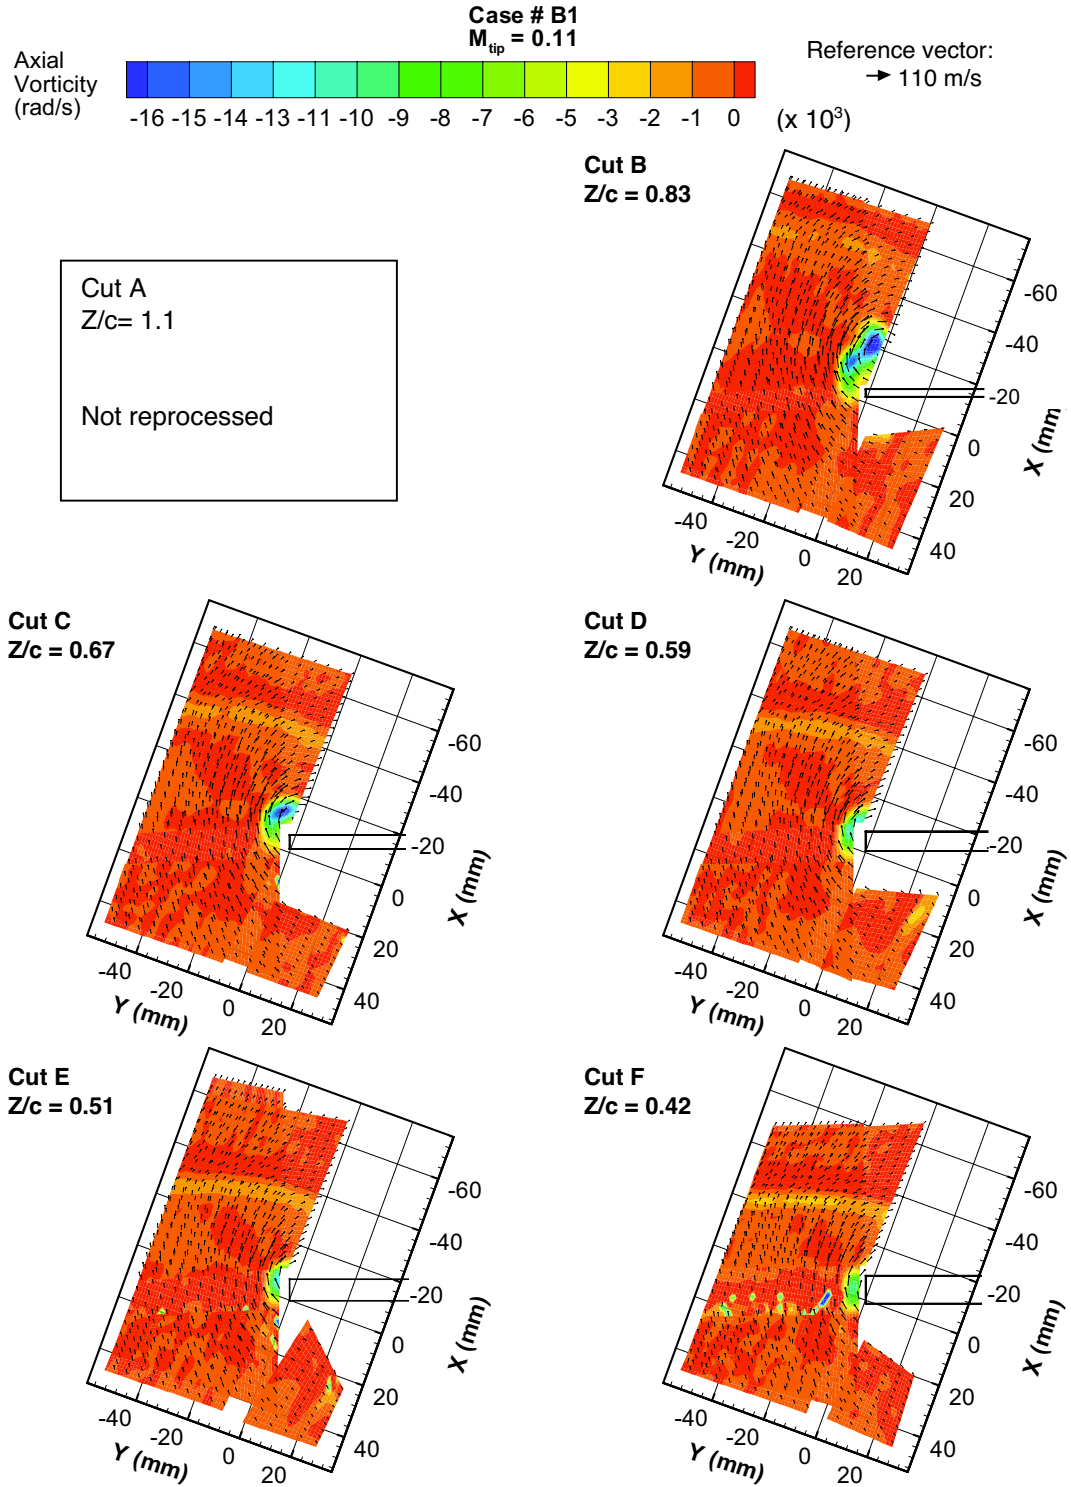 Case # B1
Mtip = 0.11
Axial
Vorticity
(rad/s)
-16 -15 -14 -13 -11 -10 -9 -8 -7 -6 -5 -3 -2 -1 0 (x 10³)
Reference vector:
110 m/s
Cut A
Z/c= 1.1
Not reprocessed
Cut B
Z/c = 0.83
-60
-40
-20
0
20
40
X (mm)
-40
-20
0
20
Y (mm)
Cut C
Z/c = 0.67
-60
-40
-20
0
20
40
X (mm)
-40
-20
0
20
Y (mm)
Cut D
Z/c = 0.59
-60
-40
-20
0
20
40
X (mm)
-40
-20
0
20
Y (mm)
Cut E
Z/c = 0.51
-60
-40
-20
0
20
40
X (mm)
-40
-20
0
20
Y (mm)
Cut F
Z/c = 0.42
-60
-40
-20
0
20
40
X (mm)
-40
-20
0
20
Y (mm)